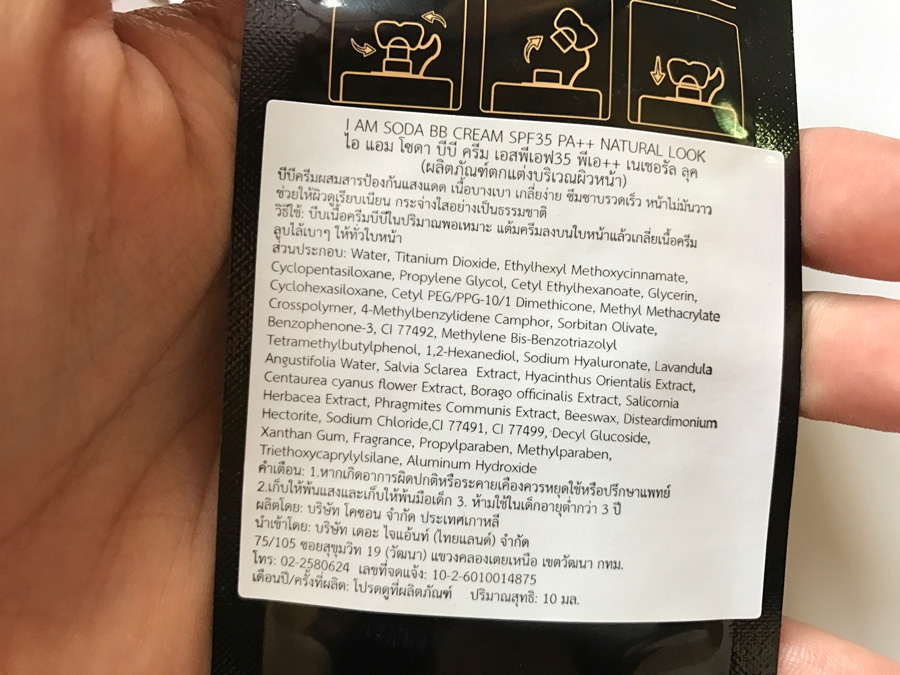 I AM SODA BB CREAM SPF35 PA++ NATURAL LOOK
ไอ แอม โซดา บีบี ครีม เอสพีเอฟ35 พีเอ++ เนเชอรัล ลุค
(ผลิตภัณฑ์ตกแต่งบริเวณผิวหน้า)
บีบีครีมผสมสารป้องกันแสงแดด เนื้อบางเบา เกลี่ยง่าย ซึมซาบรวดเร็ว หน้าไม่มันวาว
ช่วยให้ผิวดูเรียบเนียน กระจ่างใสอย่างเป็นธรรมชาติ
วิธีใช้: บีบเนื้อครีมบีบีในปริมาณพอเหมาะ แต้มครีมลงบนใบหน้าแล้วเกลี่ยเนื้อครีม
ลูบไล้เบาๆ ให้ทั่วใบหน้า
ส่วนประกอบ: Water, Titanium Dioxide, Ethylhexyl Methoxycinnamate,
Cyclopentasiloxane, Propylene Glycol, Cetyl Ethylhexanoate, Glycerin,
Cyclohexasiloxane, Cetyl PEG/PPG-10/1 Dimethicone, Methyl Methacrylate
Crosspolymer, 4-Methylbenzylidene Camphor, Sorbitan Olivate,
Benzophenone-3, CI 77492, Methylene Bis-Benzotriazolyl
Tetramethylbutylphenol, 1,2-Hexanediol, Sodium Hyaluronate, Lavandula
Angustifolia Water, Salvia Sclarea Extract, Hyacinthus Orientalis Extract,
Centaurea cyanus flower Extract, Borago officinalis Extract, Salicornia
Herbacea Extract, Phragmites Communis Extract, Beeswax, Disteardimonium
Hectorite, Sodium Chloride,CI 77491, CI 77499, Decyl Glucoside,
Xanthan Gum, Fragrance, Propylparaben, Methylparaben,
Triethoxycaprylylsilane, Aluminum Hydroxide
คำเตือน: 1.หากเกิดอาการผิดปกติหรือระคายเคืองควรหยุดใช้หรือปรึกษาแพทย์
2.เก็บให้พ้นแสงและเก็บให้พ้นมือเด็ก 3. ห้ามใช้ในเด็กอายุต่ำกว่า 3 ปี
ผลิตโดย: บริษัท โคซอน จำกัด ประเทศเกาหลี
นำเข้าโดย: บริษัท เดอะ ไจแอ้นท์ (ไทยแลนด์) จำกัด
75/105 ซอยสุขุมวิท 19 (วัฒนา) แขวงคลองเตยเหนือ เขตวัฒนา กทม.
โทร: 02-2580624 เลขที่จดแจ้ง: 10-2-6010014875
เดือนปี/ครั้งที่ผลิต: โปรดดูที่ผลิตภัณฑ์ ปริมาณสุทธิ: 10 มล.